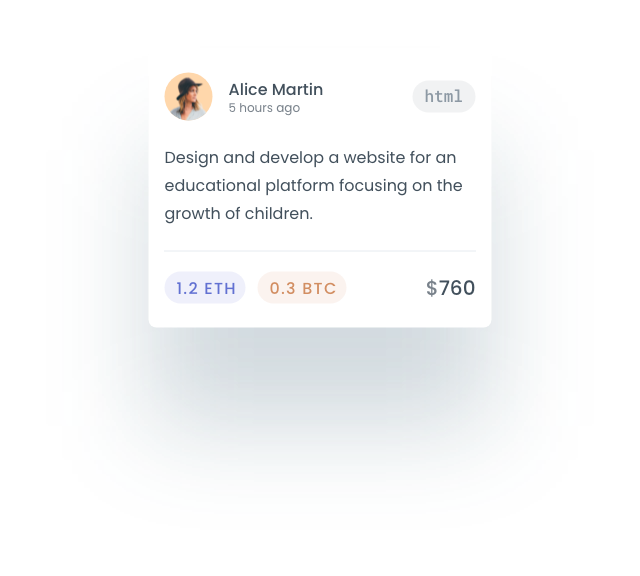 Alice Martin
5 hours ago
html
Design and develop a website for an
educational platform focusing on the
growth of children.
1.2 ETH
0.3 BTC
$760